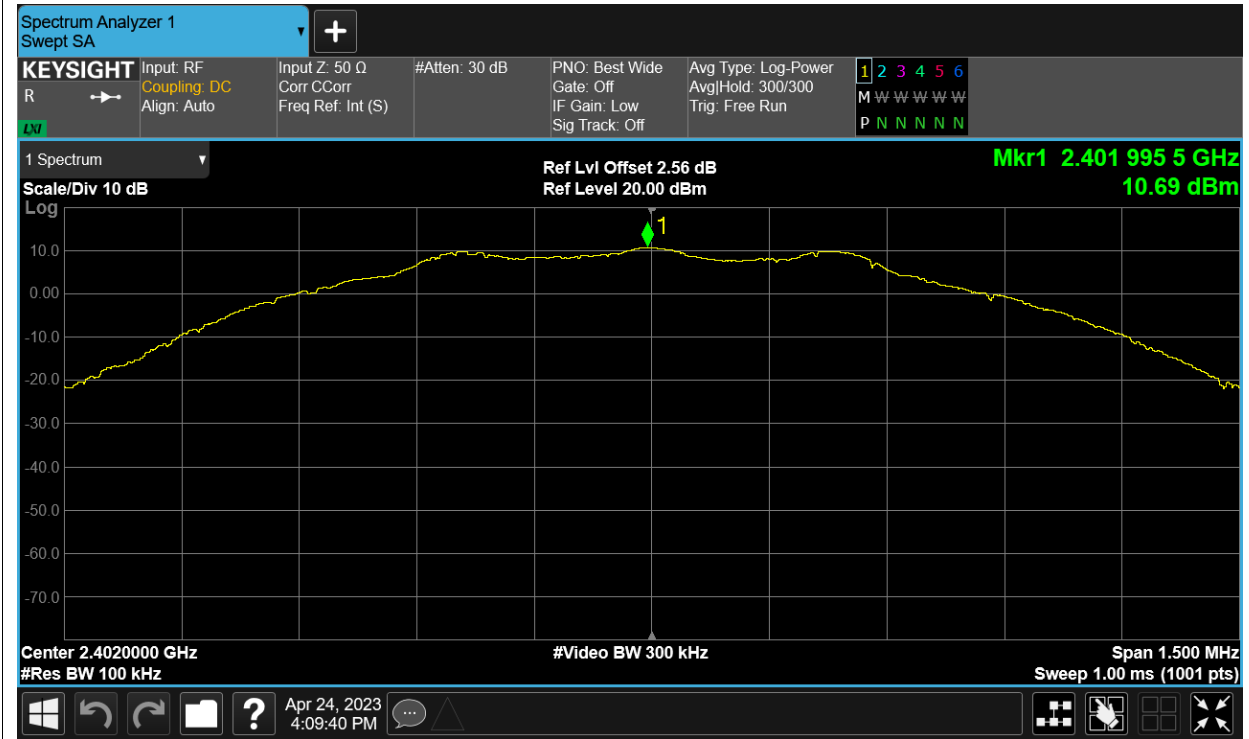 Spectrum Analyzer 1
Swept SA
KEYSIGHT
R
LXI
Input: RF
Coupling: DC
Align: Auto
Input Z: 50 Ω
Corr CCorr
Freq Ref: Int (S)
#Atten: 30 dB
PNO: Best Wide
Gate: Off
IF Gain: Low
Sig Track: Off
Avg Type: Log-Power
Avg|Hold: 300/300
Trig: Free Run
1 2 3 4 5 6
M W W W W W
P N N N N N
1 Spectrum
Scale/Div 10 dB
Log
Ref Lvl Offset 2.56 dB
Ref Level 20.00 dBm
Mkr1 2.401 995 5 GHz
10.69 dBm
1
10.0
0.00
-10.0
-20.0
-30.0
-40.0
-50.0
-60.0
-70.0
Center 2.4020000 GHz
#Video BW 300 kHz
Span 1.500 MHz
#Res BW 100 kHz
Sweep 1.00 ms (1001 pts)
?
Apr 24, 2023
4:09:40 PM